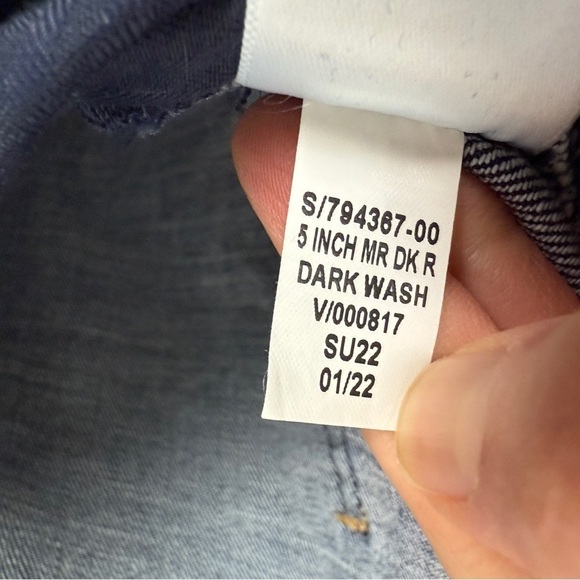 S/794367-00
5 INCH MR DK R
DARK WASH
V/000817
SU22
01/22